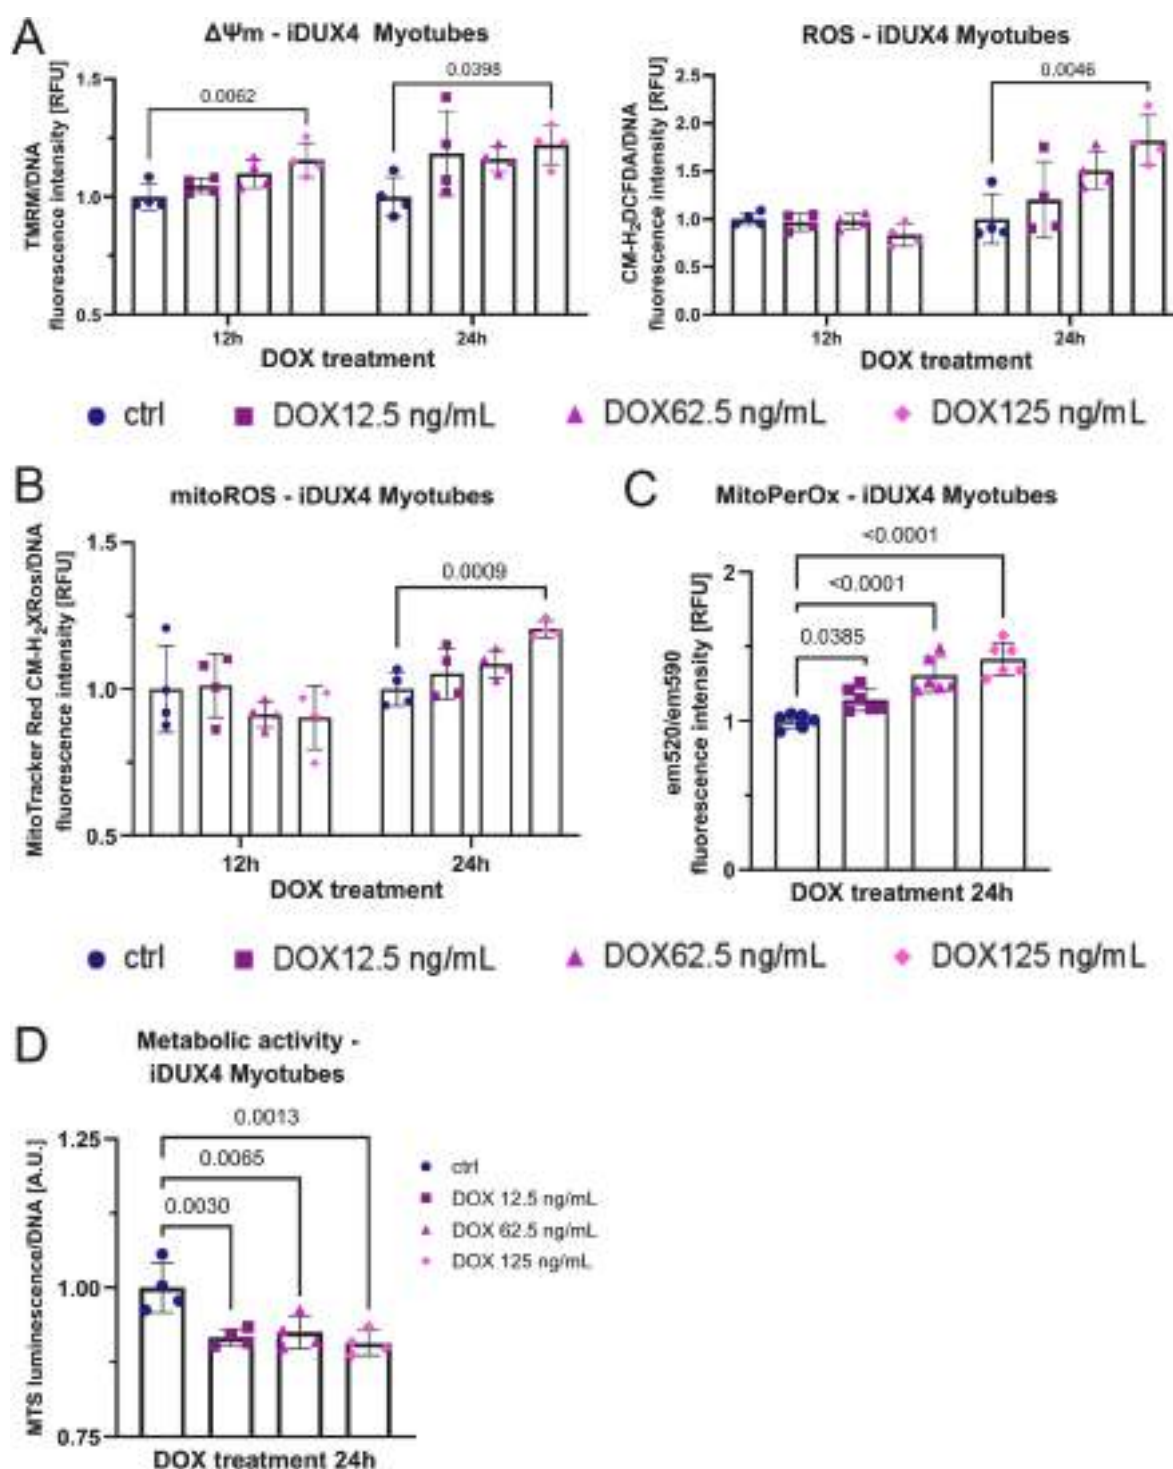 A
ΔΨm - iDUX4 Myotubes
TMRM/DNA
fluorescence intensity [RFU]
1.5
1.0
0.5
0.0062
0.0398
12h
24h
DOX treatment
ROS - iDUX4 Myotubes
CM-H₂DCFDA/DNA
fluorescence intensity [RFU]
2.5
2.0
1.5
1.0
0.5
0.0
0.0046
12h
24h
DOX treatment
ctrl
DOX12.5 ng/mL
DOX62.5 ng/mL
DOX125 ng/mL
B
mitoROS - iDUX4 Myotubes
MitoTracker Red CM-H₂XRos/DNA
fluorescence intensity [RFU]
1.5
1.0
0.5
0.0009
12h
24h
DOX treatment
C
MitoPerOx - iDUX4 Myotubes
em520/em590
fluorescence intensity [RFU]
2
1
0
<0.0001
<0.0001
0.0385
DOX treatment 24h
ctrl
DOX12.5 ng/mL
DOX62.5 ng/mL
DOX125 ng/mL
D
Metabolic activity -
iDUX4 Myotubes
MTS luminescence/DNA [A.U.]
1.25
1.00
0.75
0.0013
0.0065
0.0030
ctrl
DOX 12.5 ng/mL
DOX 62.5 ng/mL
DOX 125 ng/mL
DOX treatment 24h